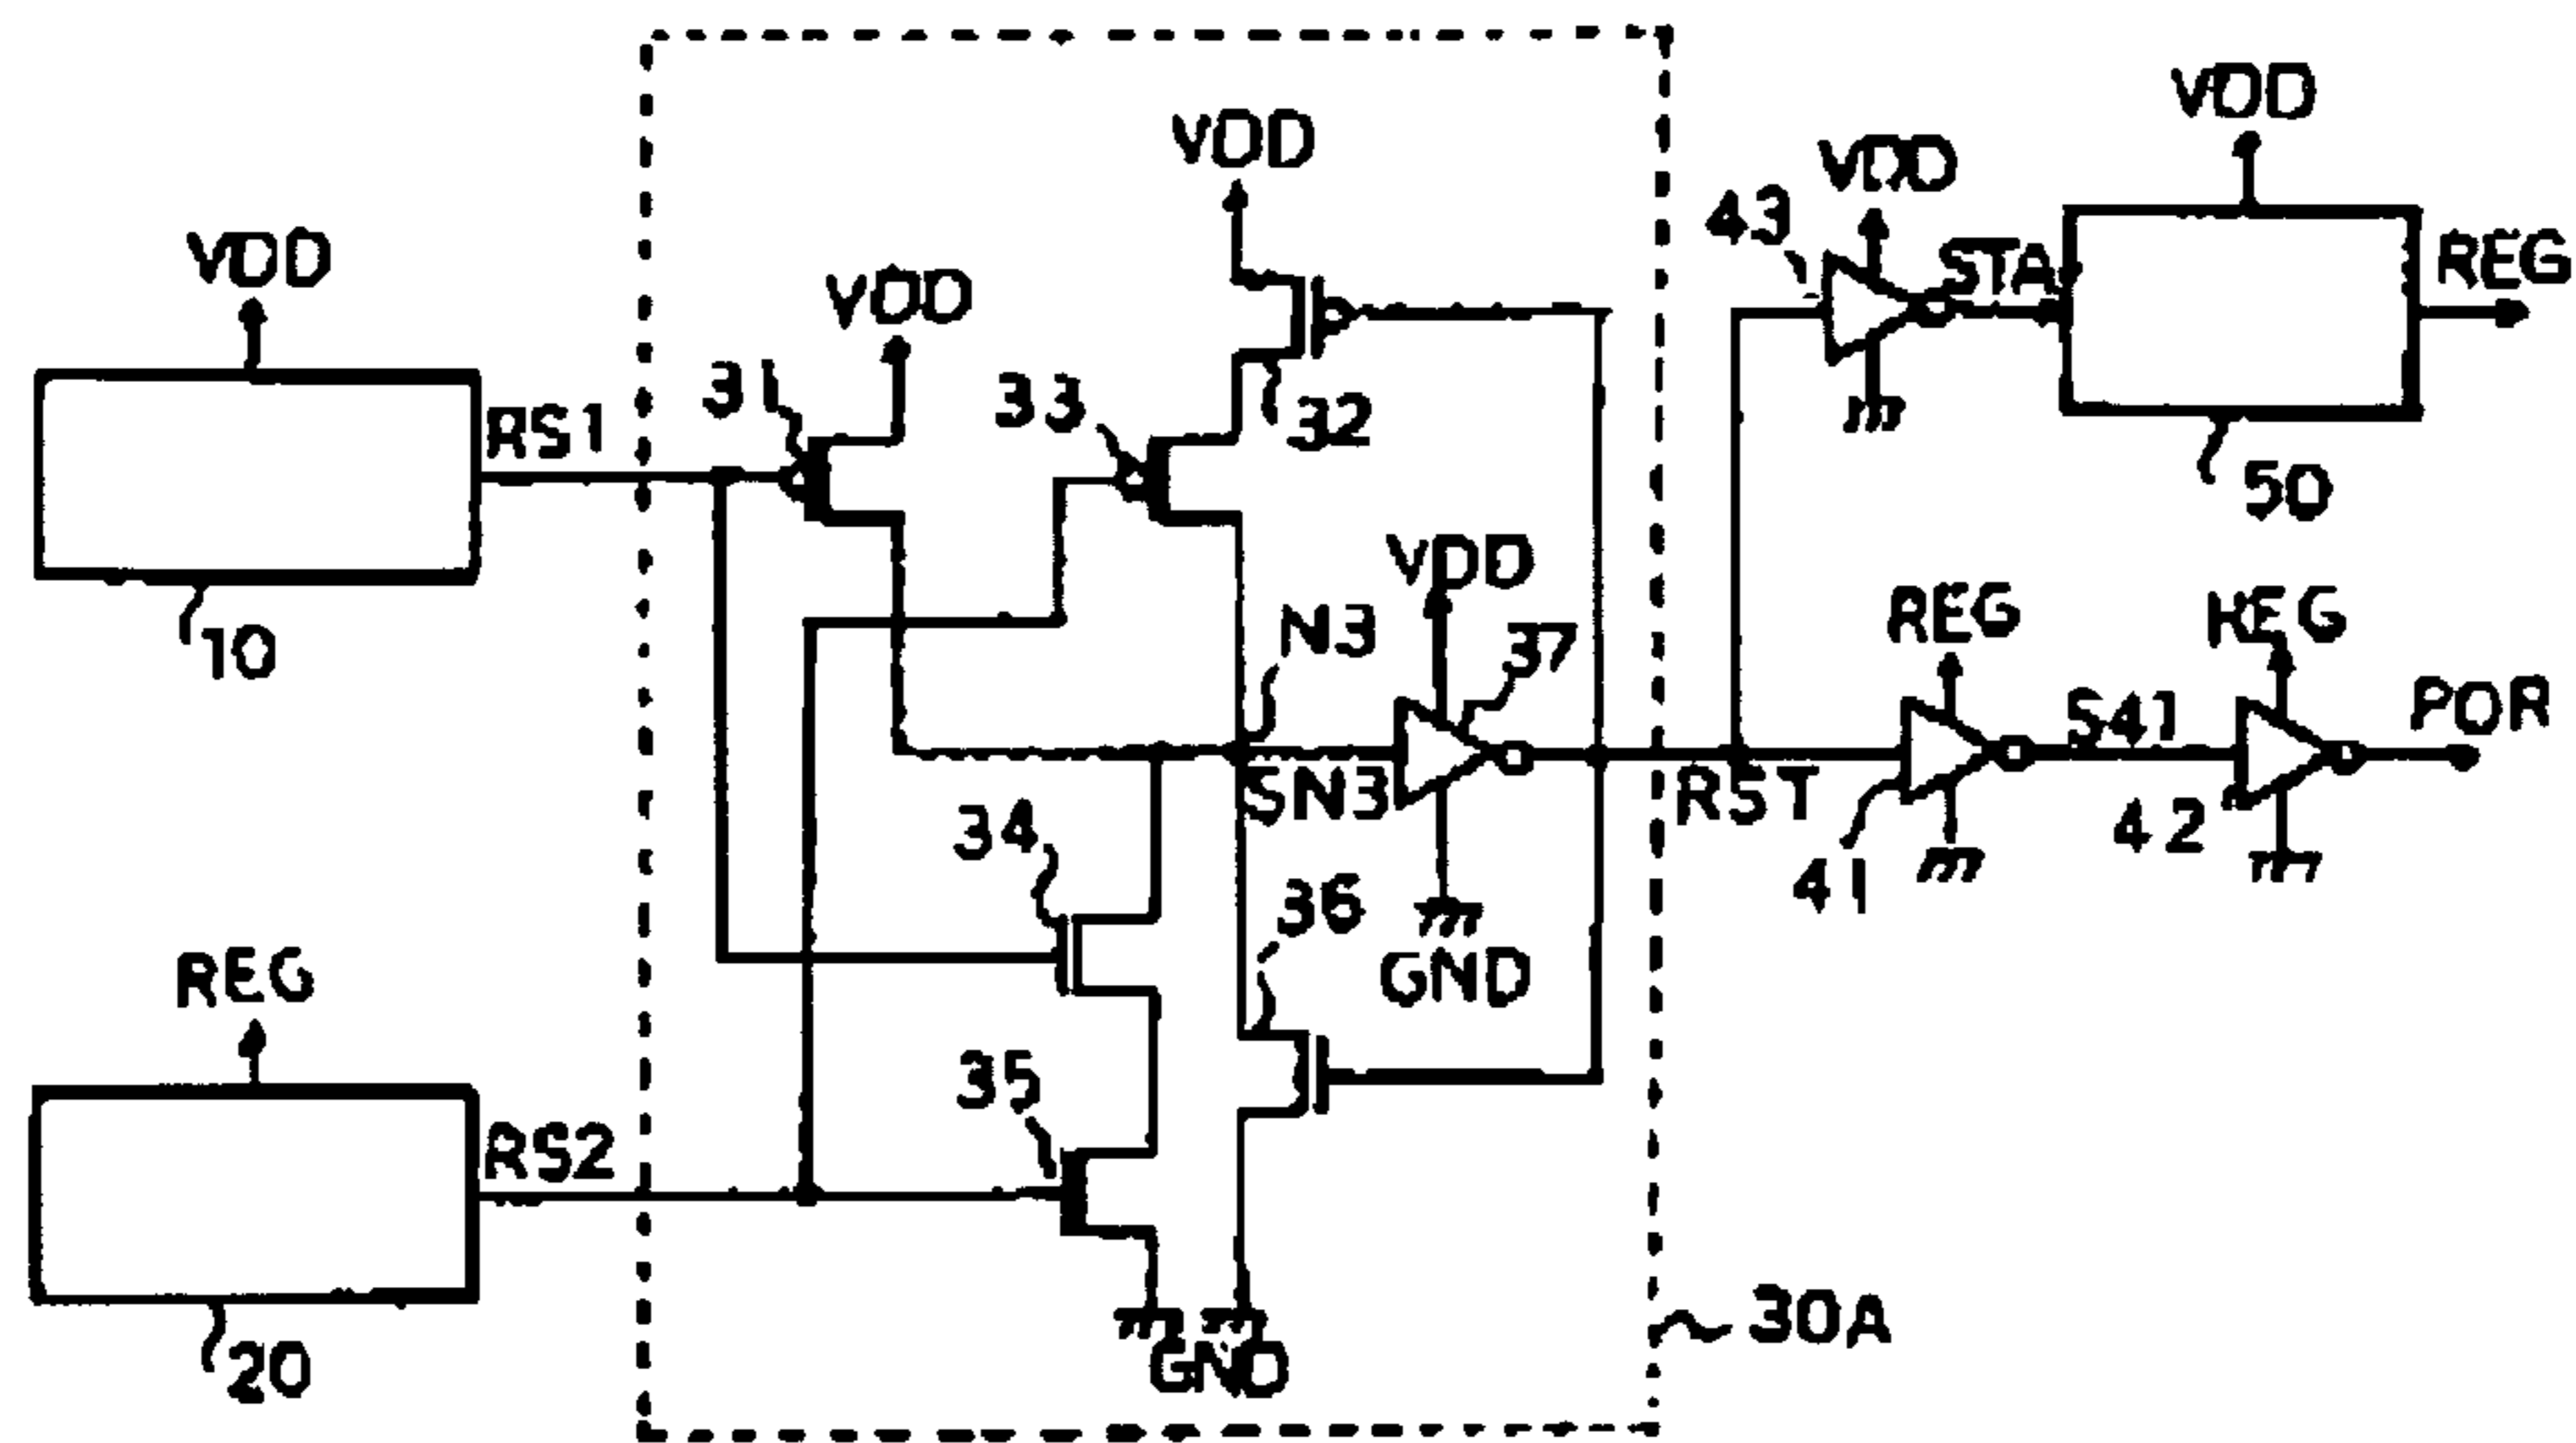 VDD
RS1
10
REG
RS2
20
VDD
31
VDD
33
32
N3
VDD
37
SN3
34
36
GND
35
GND
30A
RST
43
VDD
STA
VDD
REG
50
REG
S41
41
REG
POR
42